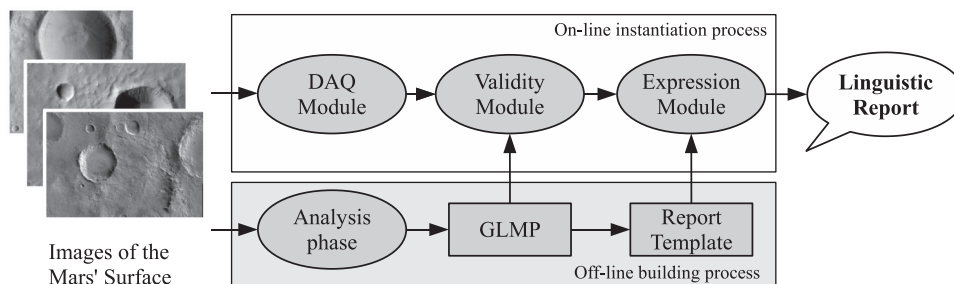 On-line instantiation process
DAQ
Module
Validity
Module
Expression
Module
Linguistic
Report
Analysis
phase
GLMP
Report
Template
Images of the
Mars' Surface
Off-line building process